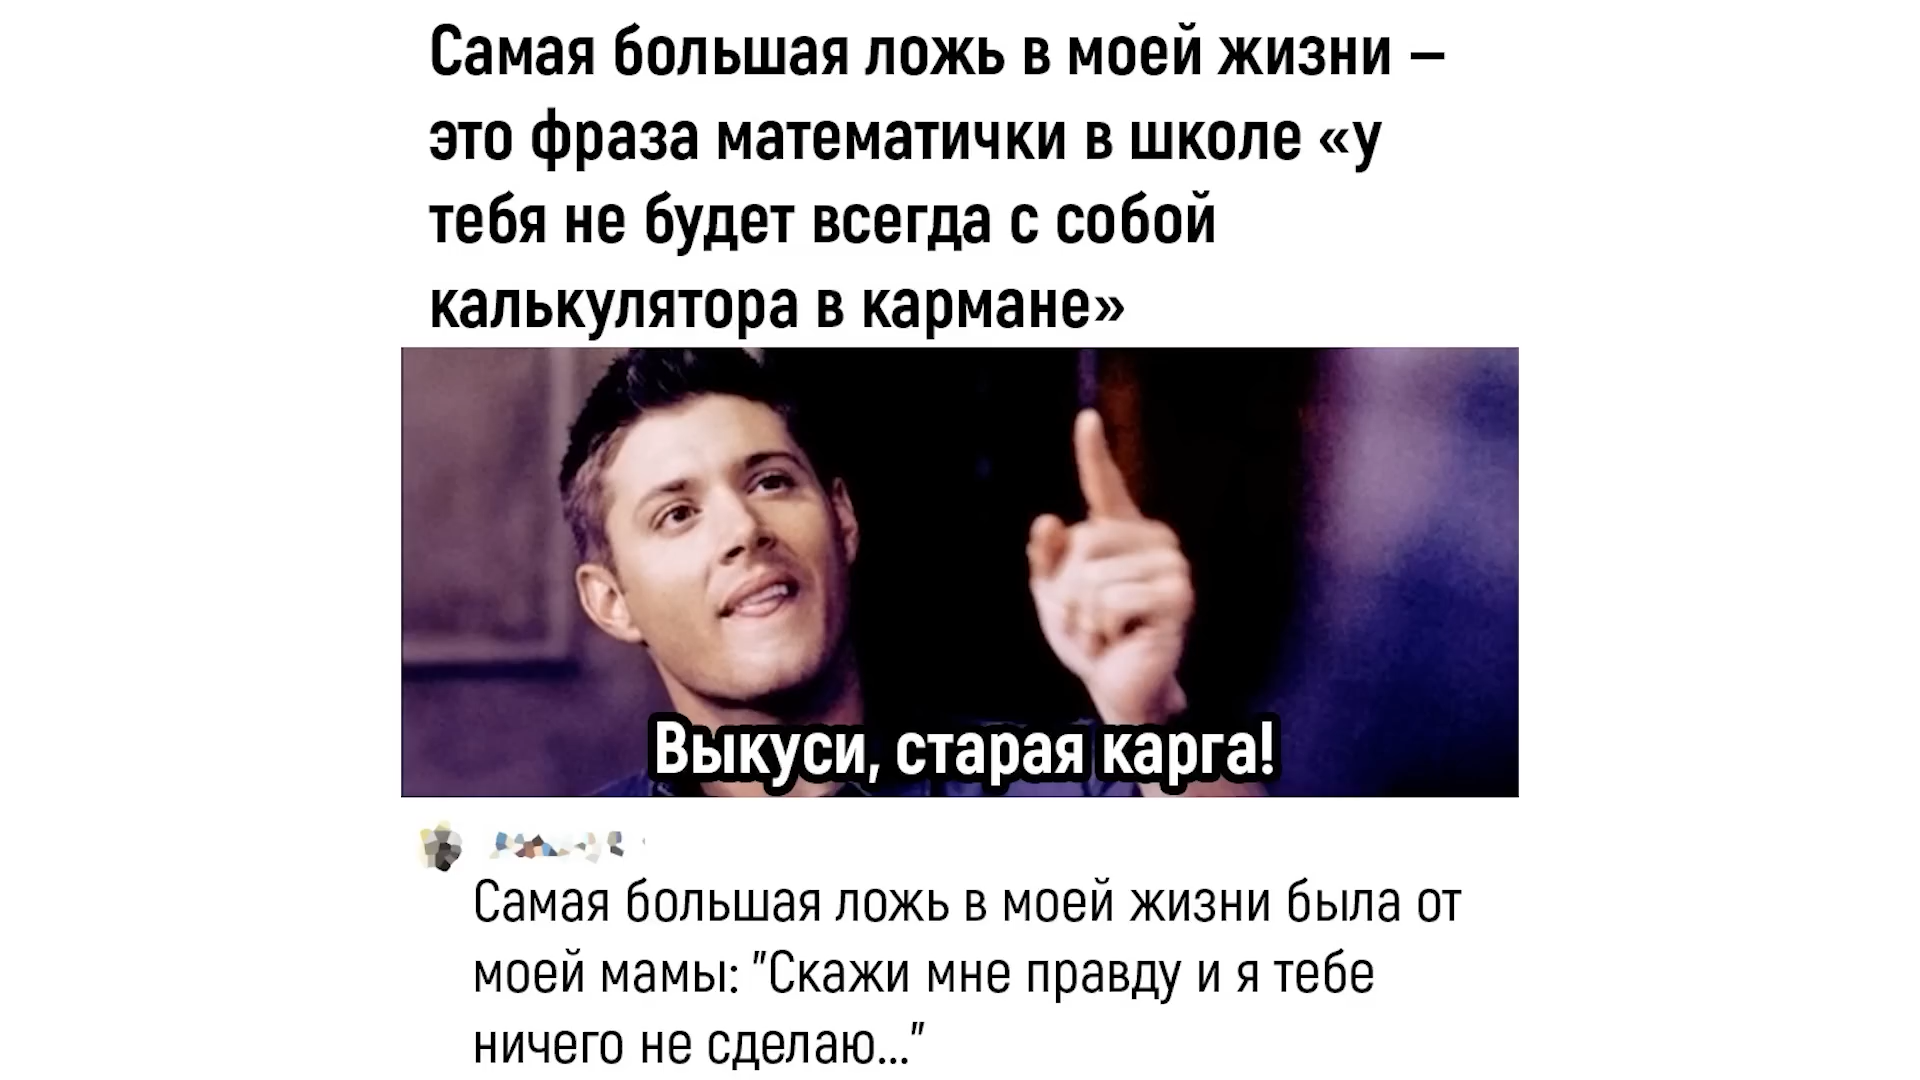 Самая большая ложь в моей жизни –
это фраза математички в школе «у
тебя не будет всегда с собой
калькулятора в кармане»
Выкуси, старая карга!
Самая большая ложь в моей жизни была от
моей мамы: "Скажи мне правду и я тебе
ничего не сделаю..."